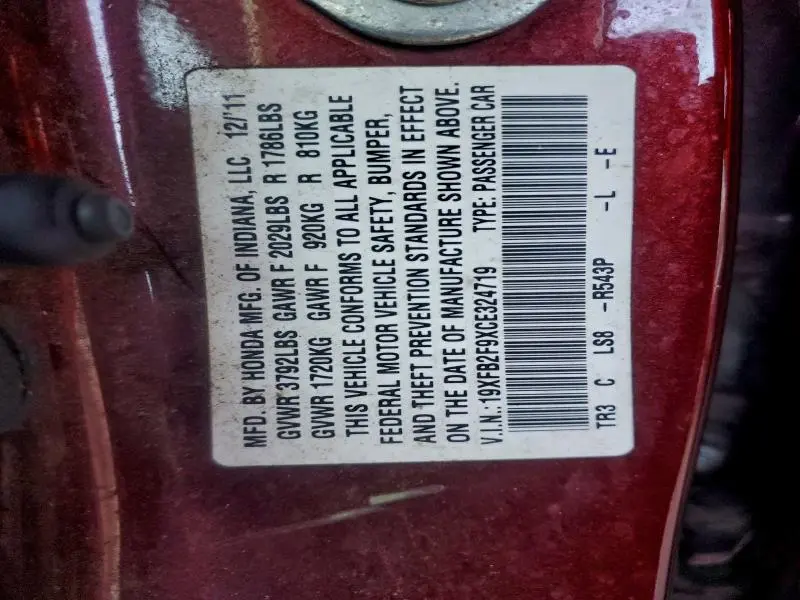 MFD. BY HONDA MFG. OF INDIANA, LLC 12/'11
GVWR 3792LBS GAWR F 2029LBS R 1786LBS
GVWR 1720KG GAWR F 920KG R 810KG
THIS VEHICLE CONFORMS TO ALL APPLICABLE
FEDERAL MOTOR VEHICLE SAFETY, BUMPER,
AND THEFT PREVENTION STANDARDS IN EFFECT
ON THE DATE OF MANUFACTURE SHOWN ABOVE.
V.I.N.:19XFB2F9XCE324719 TYPE: PASSENGER CAR
TR3 C LS8 -R543P -L -E